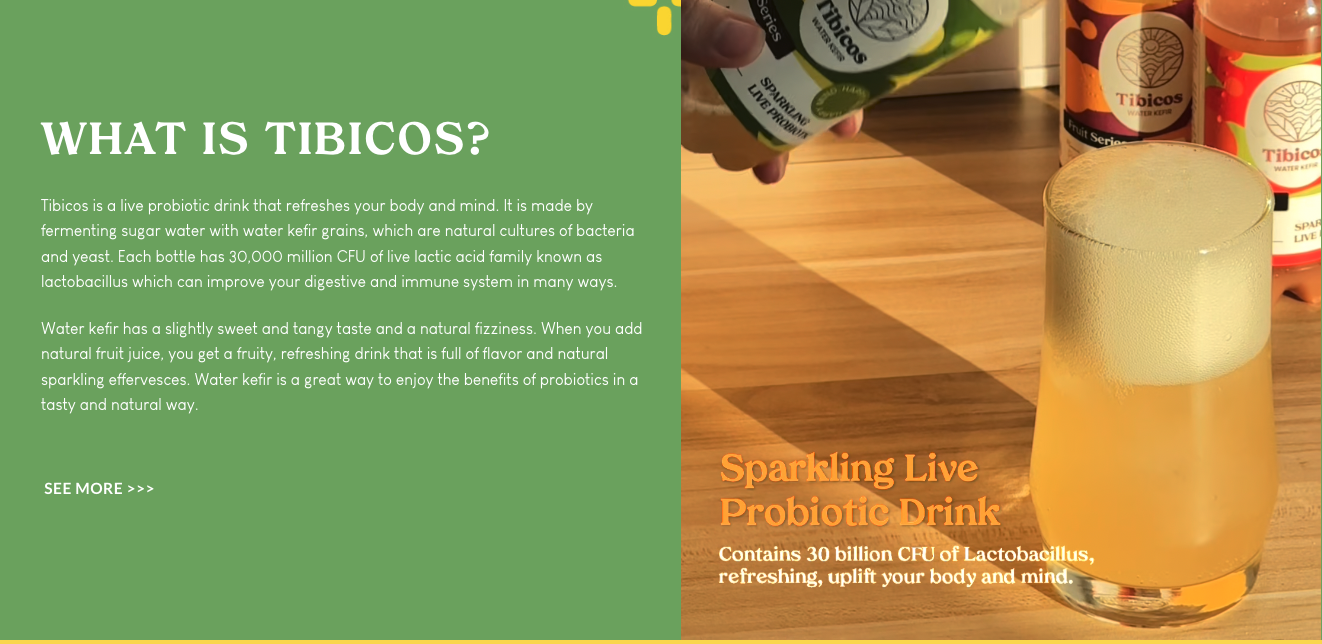 WHAT IS TIBICOS?
Tibicos is a live probiotic drink that refreshes your body and mind. It is made by
fermenting sugar water with water kefir grains, which are natural cultures of bacteria
and yeast. Each bottle has 30,000 million CFU of live lactic acid family known as
lactobacillus which can improve your digestive and immune system in many ways.
Water kefir has a slightly sweet and tangy taste and a natural fizziness. When you add
natural fruit juice, you get a fruity, refreshing drink that is full of flavor and natural
sparkling effervesces. Water kefir is a great way to enjoy the benefits of probiotics in a
tasty and natural way.
SEE MORE >>>
Series
Tibicos
WATER KEFIR
SPARKLING
LIVE PROBIOTIC
Tibicos
WATER KEFIR
Fruit Series
Tibicos
WATER KEFIR
SPAR
LIVE
Sparkling Live
Probiotic Drink
Contains 30 billion CFU of Lactobacillus,
refreshing, uplift your body and mind.